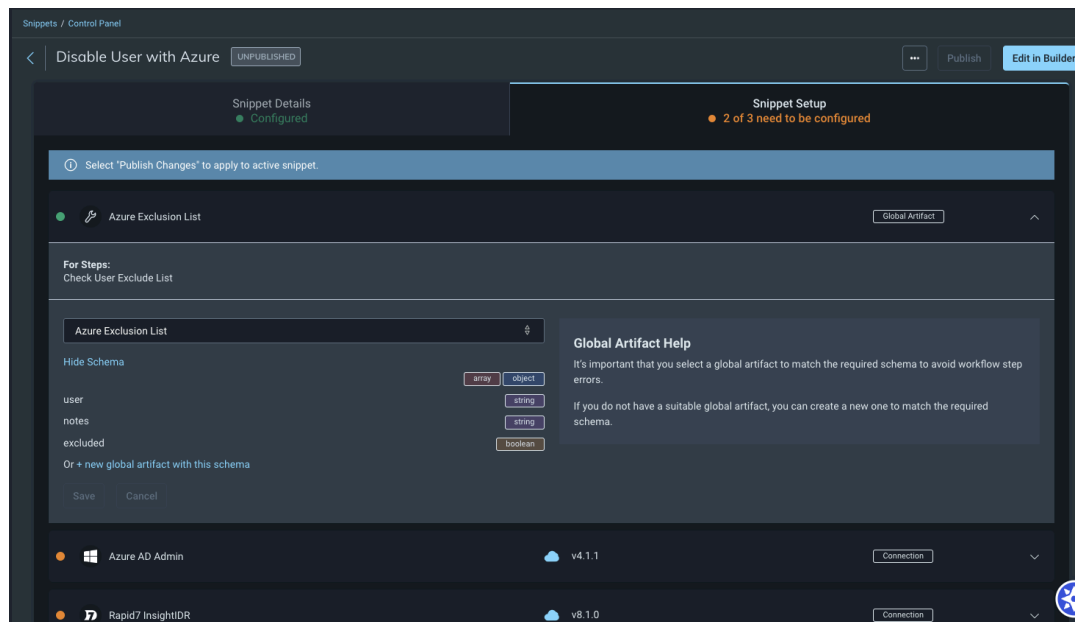 Snippets / Control Panel
Disable User with Azure UNPUBLISHED ... Publish Edit in Builder
Snippet Details
Configured
Snippet Setup
2 of 3 need to be configured
Select "Publish Changes" to apply to active snippet.
Azure Exclusion List Global Artifact
For Steps:
Check User Exclude List
Azure Exclusion List
Hide Schema
array object
user string
notes string
excluded boolean
Or + new global artifact with this schema
Save Cancel
Global Artifact Help
It's important that you select a global artifact to match the required schema to avoid workflow step
errors.
If you do not have a suitable global artifact, you can create a new one to match the required
schema.
Azure AD Admin v4.1.1 Connection
Rapid7 InsightIDR v8.1.0 Connection